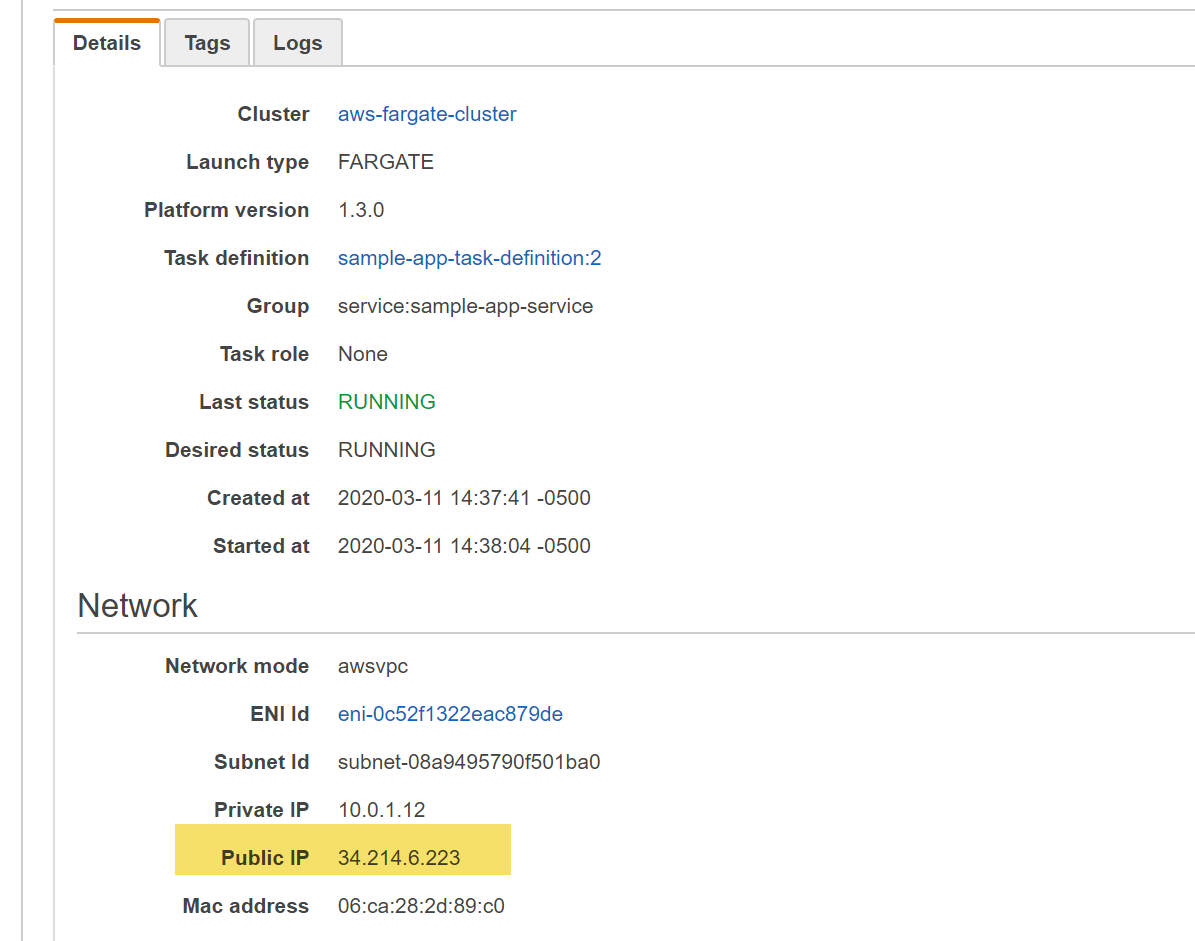 Details Tags Logs
Cluster aws-fargate-cluster
Launch type FARGATE
Platform version 1.3.0
Task definition sample-app-task-definition:2
Group service:sample-app-service
Task role None
Last status RUNNING
Desired status RUNNING
Created at 2020-03-11 14:37:41 -0500
Started at 2020-03-11 14:38:04 -0500
Network
Network mode awsvpc
ENI Id eni-0c52f1322eac879de
Subnet Id subnet-08a9495790f501ba0
Private IP 10.0.1.12
Public IP 34.214.6.223
Mac address 06:ca:28:2d:89:c0